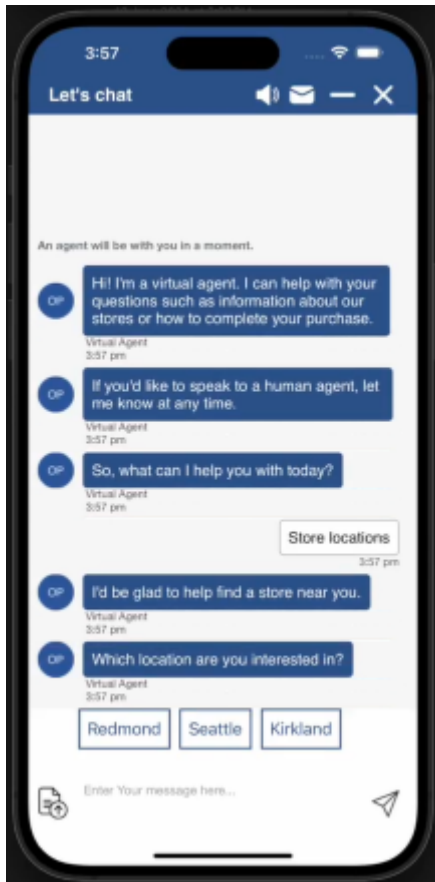 3:57
Let's chat
An agent will be with you in a moment.
OP
Hi! I'm a virtual agent. I can help with your
questions such as information about our
stores or how to complete your purchase.
Virtual Agent
3:57 pm
OP
If you'd like to speak to a human agent, let
me know at any time.
Virtual Agent
3:57 pm
OP
So, what can I help you with today?
Virtual Agent
3:57 pm
Store locations
3:57 pm
OP
I'd be glad to help find a store near you.
Virtual Agent
3:57 pm
OP
Which location are you interested in?
Virtual Agent
3:57 pm
Redmond Seattle Kirkland
Enter Your message here...